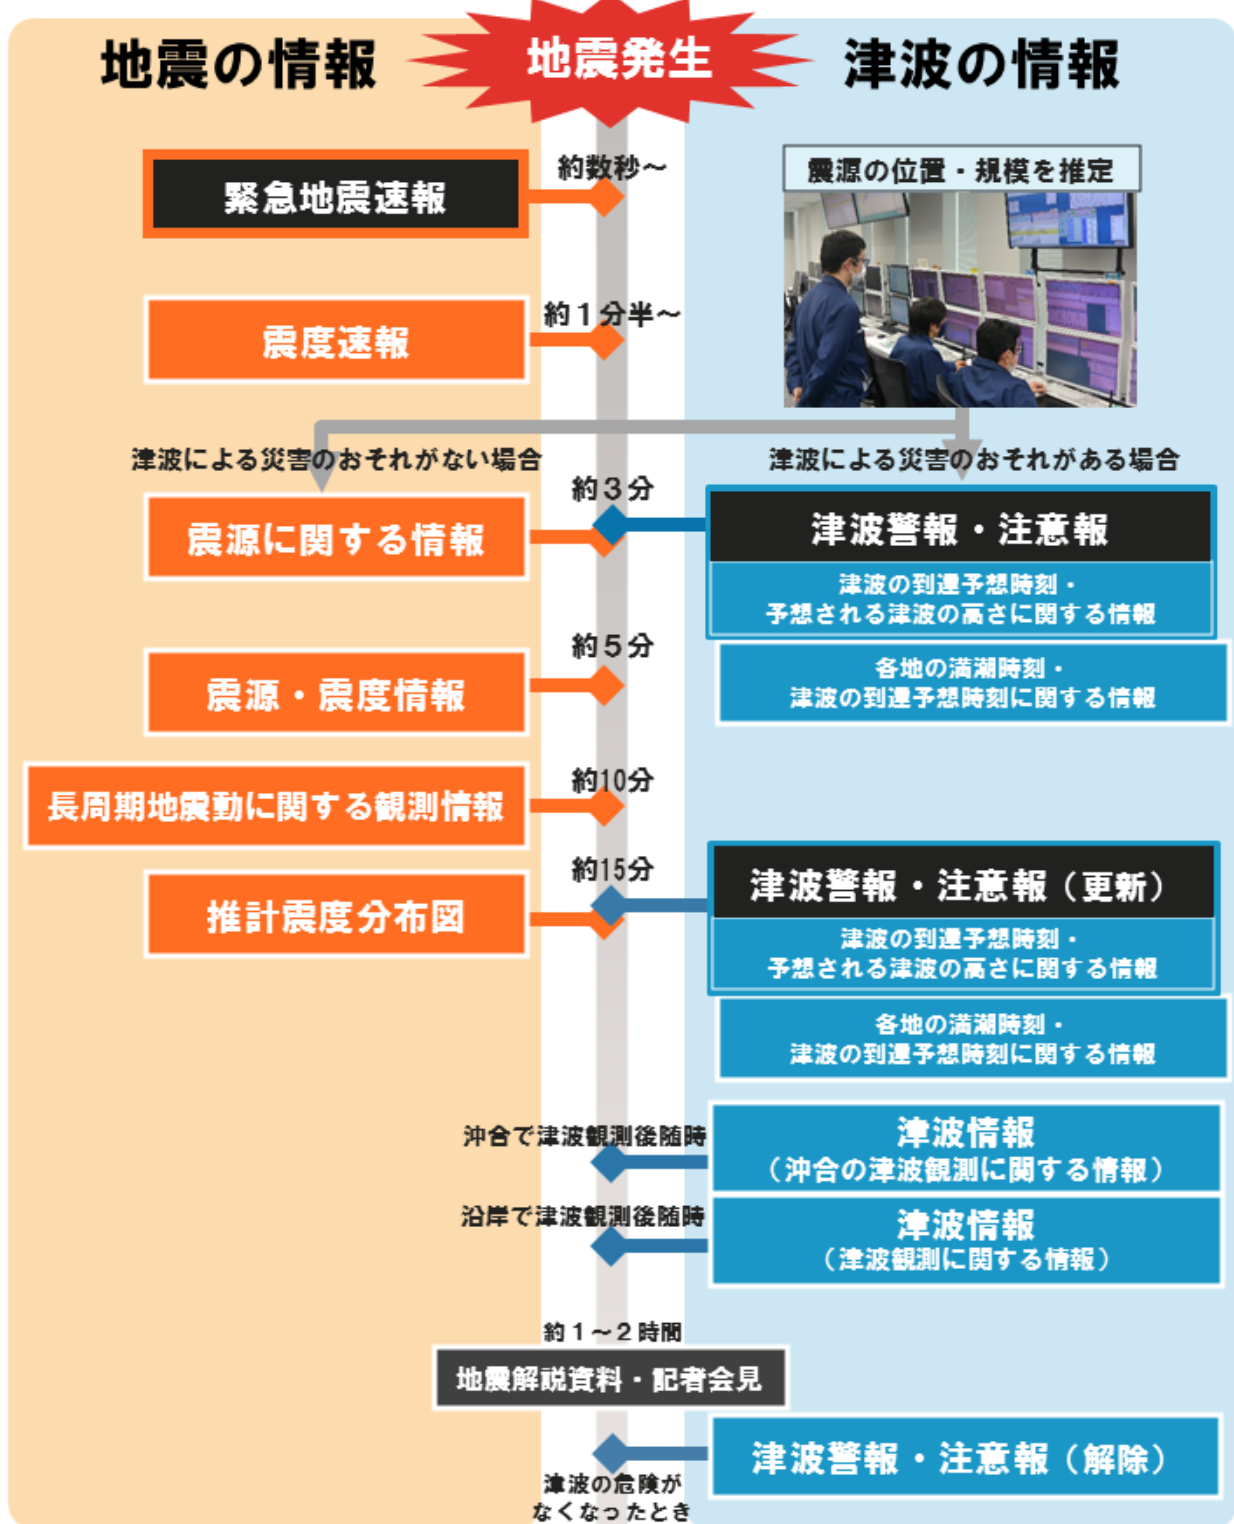 地震の情報
地震発生
津波の情報
約数秒～
緊急地震速報
震源の位置・規模を推定
約１分半～
震度速報
津波による災害のおそれがない場合
津波による災害のおそれがある場合
約３分
震源に関する情報
津波警報・注意報
津波の到達予想時刻・
予想される津波の高さに関する情報
各地の満潮時刻・
津波の到達予想時刻に関する情報
約５分
震源・震度情報
約10分
長周期地震動に関する観測情報
約15分
推計震度分布図
津波警報・注意報（更新）
津波の到達予想時刻・
予想される津波の高さに関する情報
各地の満潮時刻・
津波の到達予想時刻に関する情報
沖合で津波観測後随時
津波情報
（沖合の津波観測に関する情報）
沿岸で津波観測後随時
津波情報
（津波観測に関する情報）
約１～２時間
地震解説資料・記者会見
津波警報・注意報（解除）
津波の危険が
なくなったとき